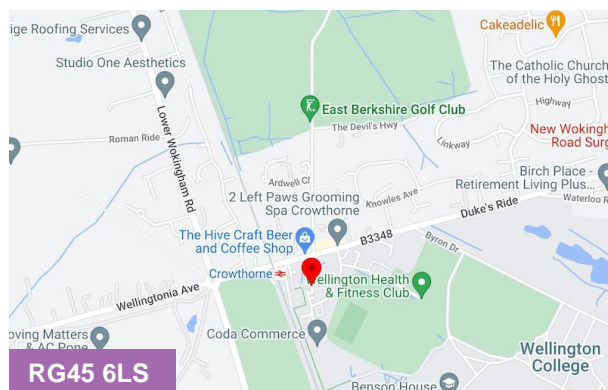 tige Roofing Services
Studio One Aesthetics
Lower Wokingham Rd
Roman Ride
Cakeadelic
The Catholic Church
of the Holy Ghost
East Berkshire Golf Club
The Devil's Hwy
Highway
Linkway
New Wokingh
Road Surg
Ardwell Cl
Birch Place -
Retirement Living Plus...
Waterloo R
2 Left Paws Grooming
Spa Crowthorne
Knowles Ave
Duke's Ride
The Hive Craft Beer
and Coffee Shop
B3348
Byron Dr
Crowthorne
Wellington Health
& Fitness Club
Wellingtonia Ave
Coda Commerce
oving Matters
& AC Pone
Wellington
College
Benson House
RG45 6LS